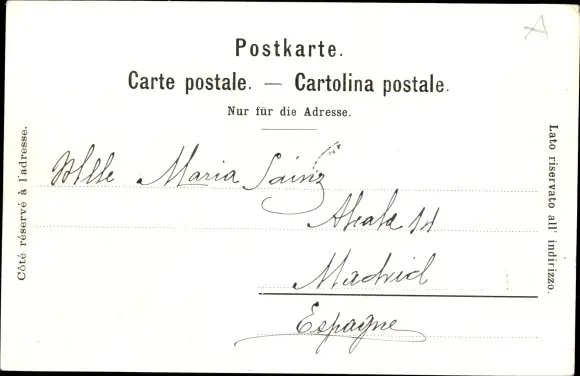 Postkarte.
Carte postale. — Cartolina postale.
Nur für die Adresse.
Côté réservé à l'adresse.
Lato riservato all' indirizzo.
Mlle Maria Sainz
Alcala 14
Madrid
Espagne
A